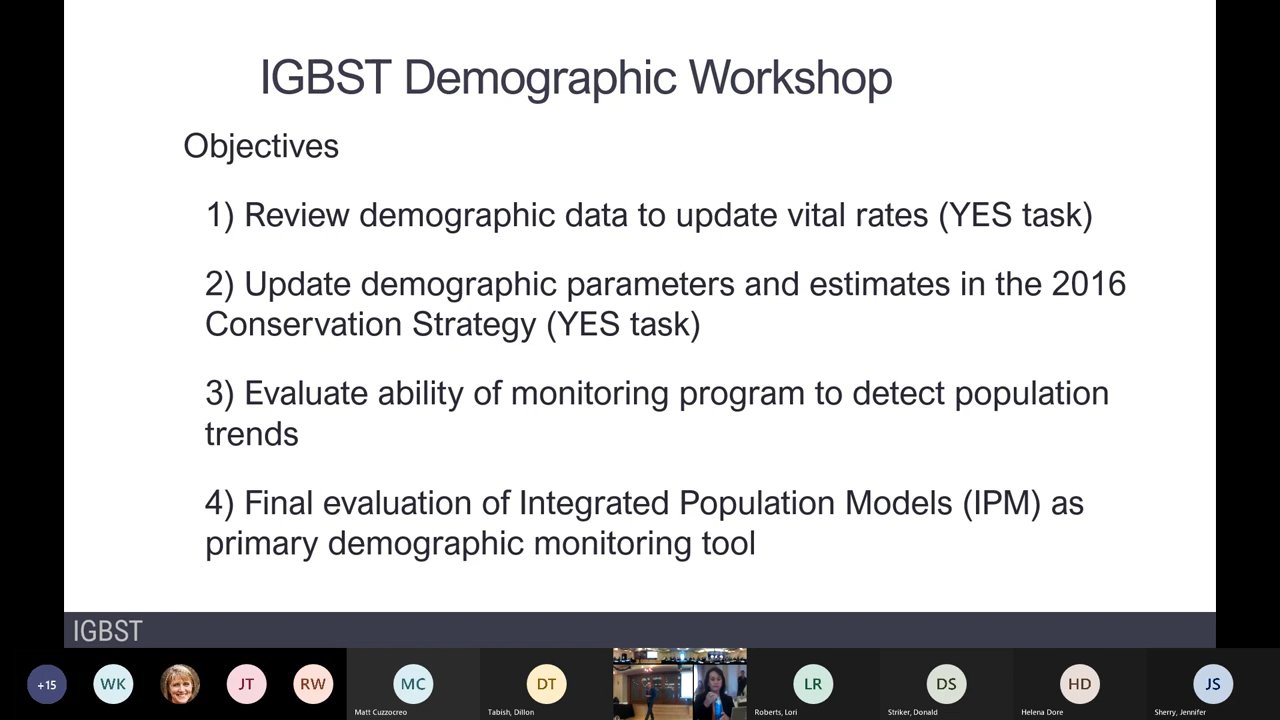 IGBST Demographic Workshop
Objectives
1) Review demographic data to update vital rates (YES task)
2) Update demographic parameters and estimates in the 2016
Conservation Strategy (YES task)
3) Evaluate ability of monitoring program to detect population
trends
4) Final evaluation of Integrated Population Models (IPM) as
primary demographic monitoring tool
IGBST
+15
WK
JT
RW
MC
DT
LR
DS
HD
JS
Matt Cuzzocreo
Tabish, Dillon
Roberts, Lori
Striker, Donald
Helena Dore
Sherry, Jennifer